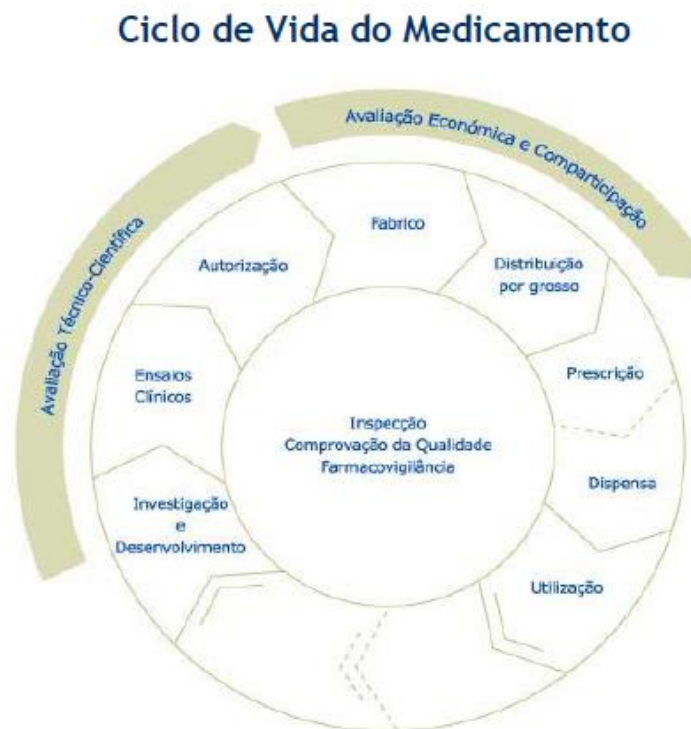 Ciclo de Vida do Medicamento
Avaliação Económica e Comparticipação
Avaliação Técnico-Científica
Fabrico
Autorização
Distribuição
por grosso
Ensaios
Clínicos
Prescrição
Inspecção
Comprovação da Qualidade
Farmacovigilância
Dispensa
Investigação
e
Desenvolvimento
Utilização